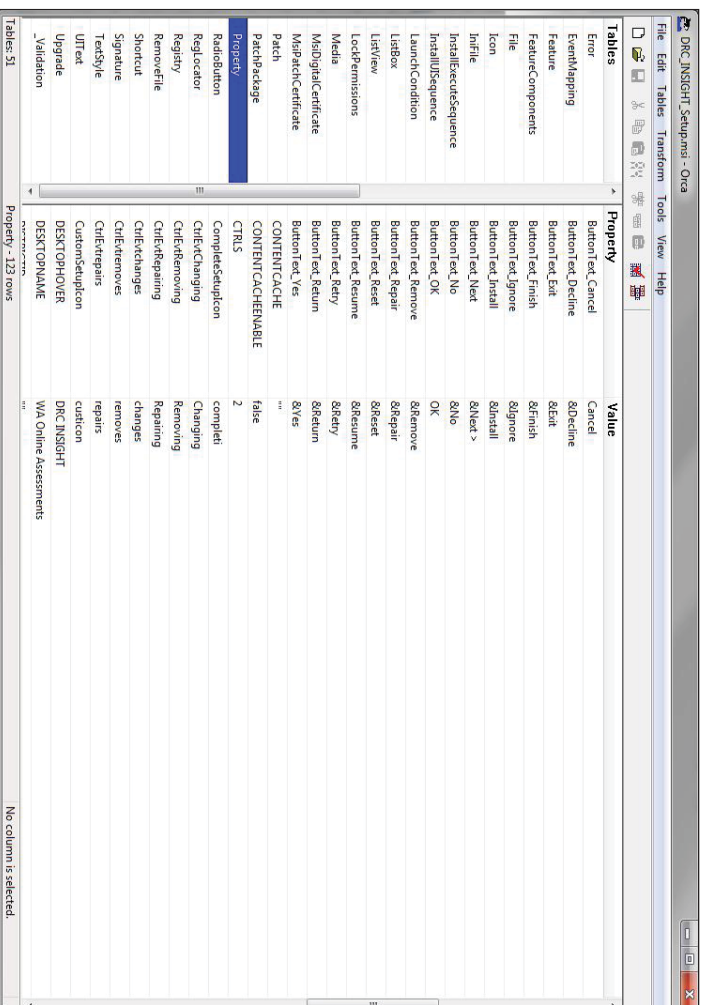 DRC_INSIGHT_Setup.msi - Orca
File Edit Tables Transform Tools View Help
Tables
Error
EventMapping
Feature
FeatureComponents
File
Icon
IniFile
InstallExecuteSequence
InstallUISequence
LaunchCondition
ListBox
ListView
LockPermissions
Media
MsiDigitalCertificate
MsiPatchCertificate
Patch
PatchPackage
Property
RadioButton
RegLocator
Registry
RemoveFile
Shortcut
Signature
TextStyle
UIText
Upgrade
_Validation
Property Value
ButtonText_Cancel Cancel
ButtonText_Decline &Decline
ButtonText_Exit &Exit
ButtonText_Finish &Finish
ButtonText_Ignore &Ignore
ButtonText_Install &Install
ButtonText_Next &Next >
ButtonText_No &No
ButtonText_OK OK
ButtonText_Remove &Remove
ButtonText_Repair &Repair
ButtonText_Reset &Reset
ButtonText_Resume &Resume
ButtonText_Retry &Retry
ButtonText_Return &Return
ButtonText_Yes &Yes
CONTENTCACHE ""
CONTENTCACHEENABLE false
CTRLS 2
CompleteSetupIcon completi
CtrlEvtChanging Changing
CtrlEvtRemoving Removing
CtrlEvtRepairing Repairing
CtrlEvtchanges changes
CtrlEvtremoves removes
CtrlEvtrepairs repairs
CustomSetupIcon custicon
DESKTOPHOVER DRC INSIGHT
DESKTOPNAME WA Online Assessments
Tables: 51 Property - 123 rows No column is selected.